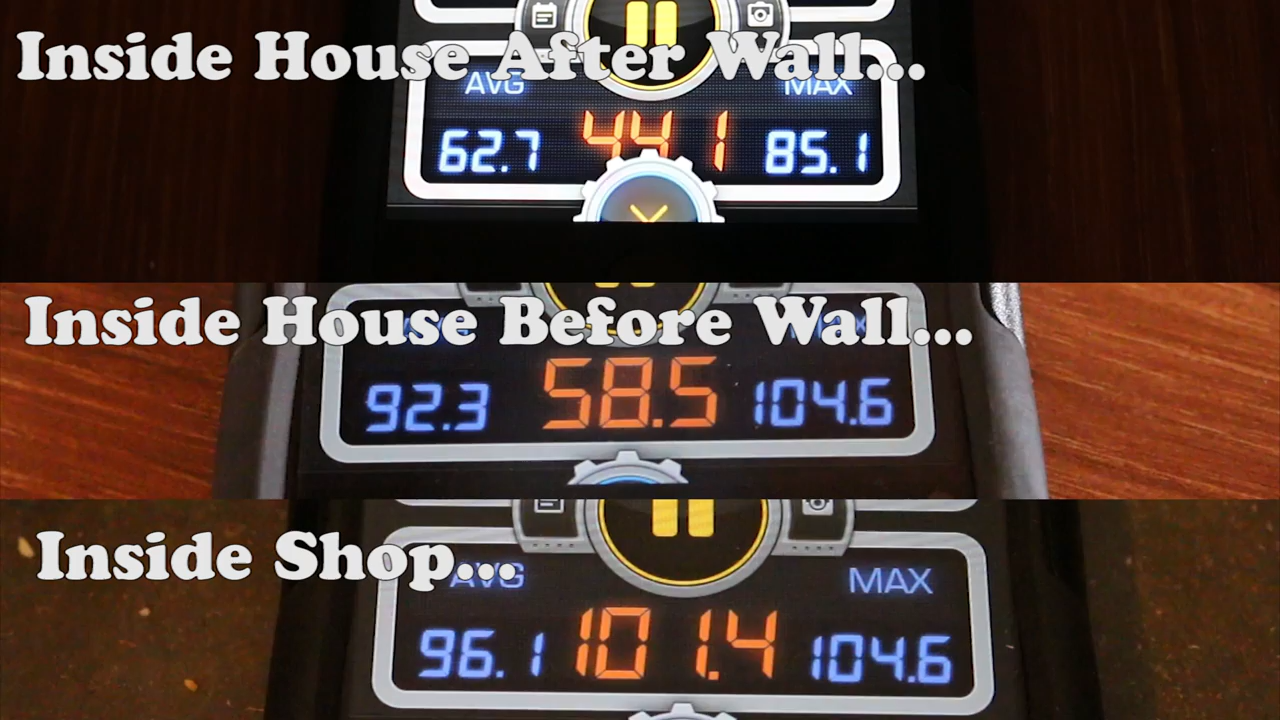 Inside House After Wall...
AVG MAX
62.7 44.1 85.1
Inside House Before Wall...
92.3 58.5 104.6
Inside Shop...
AVG MAX
96.1 101.4 104.6